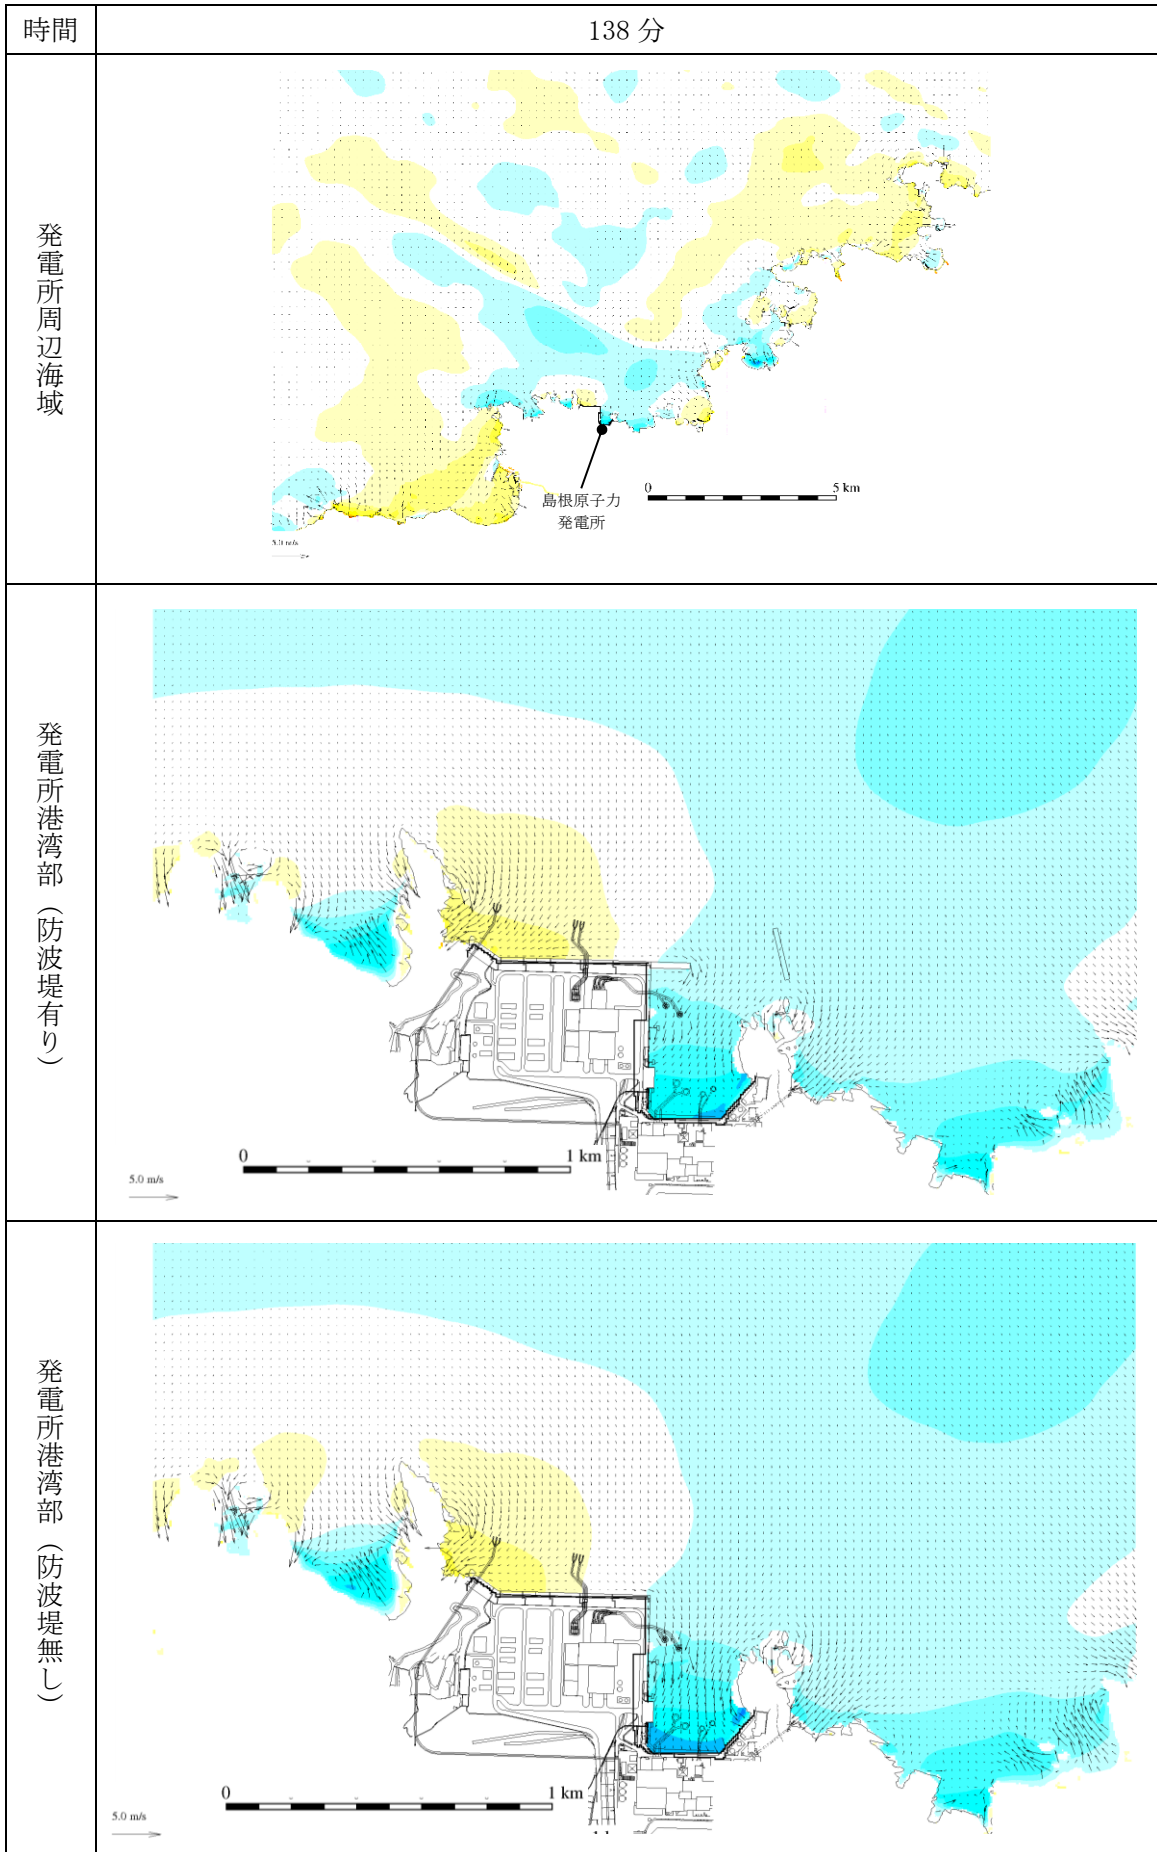 時間
138 分
発電所周辺海域
島根原子力
発電所
0
5 km
5.0 m/s
発電所港湾部（防波堤有り）
0
1 km
5.0 m/s
発電所港湾部（防波堤無し）
0
1 km
5.0 m/s